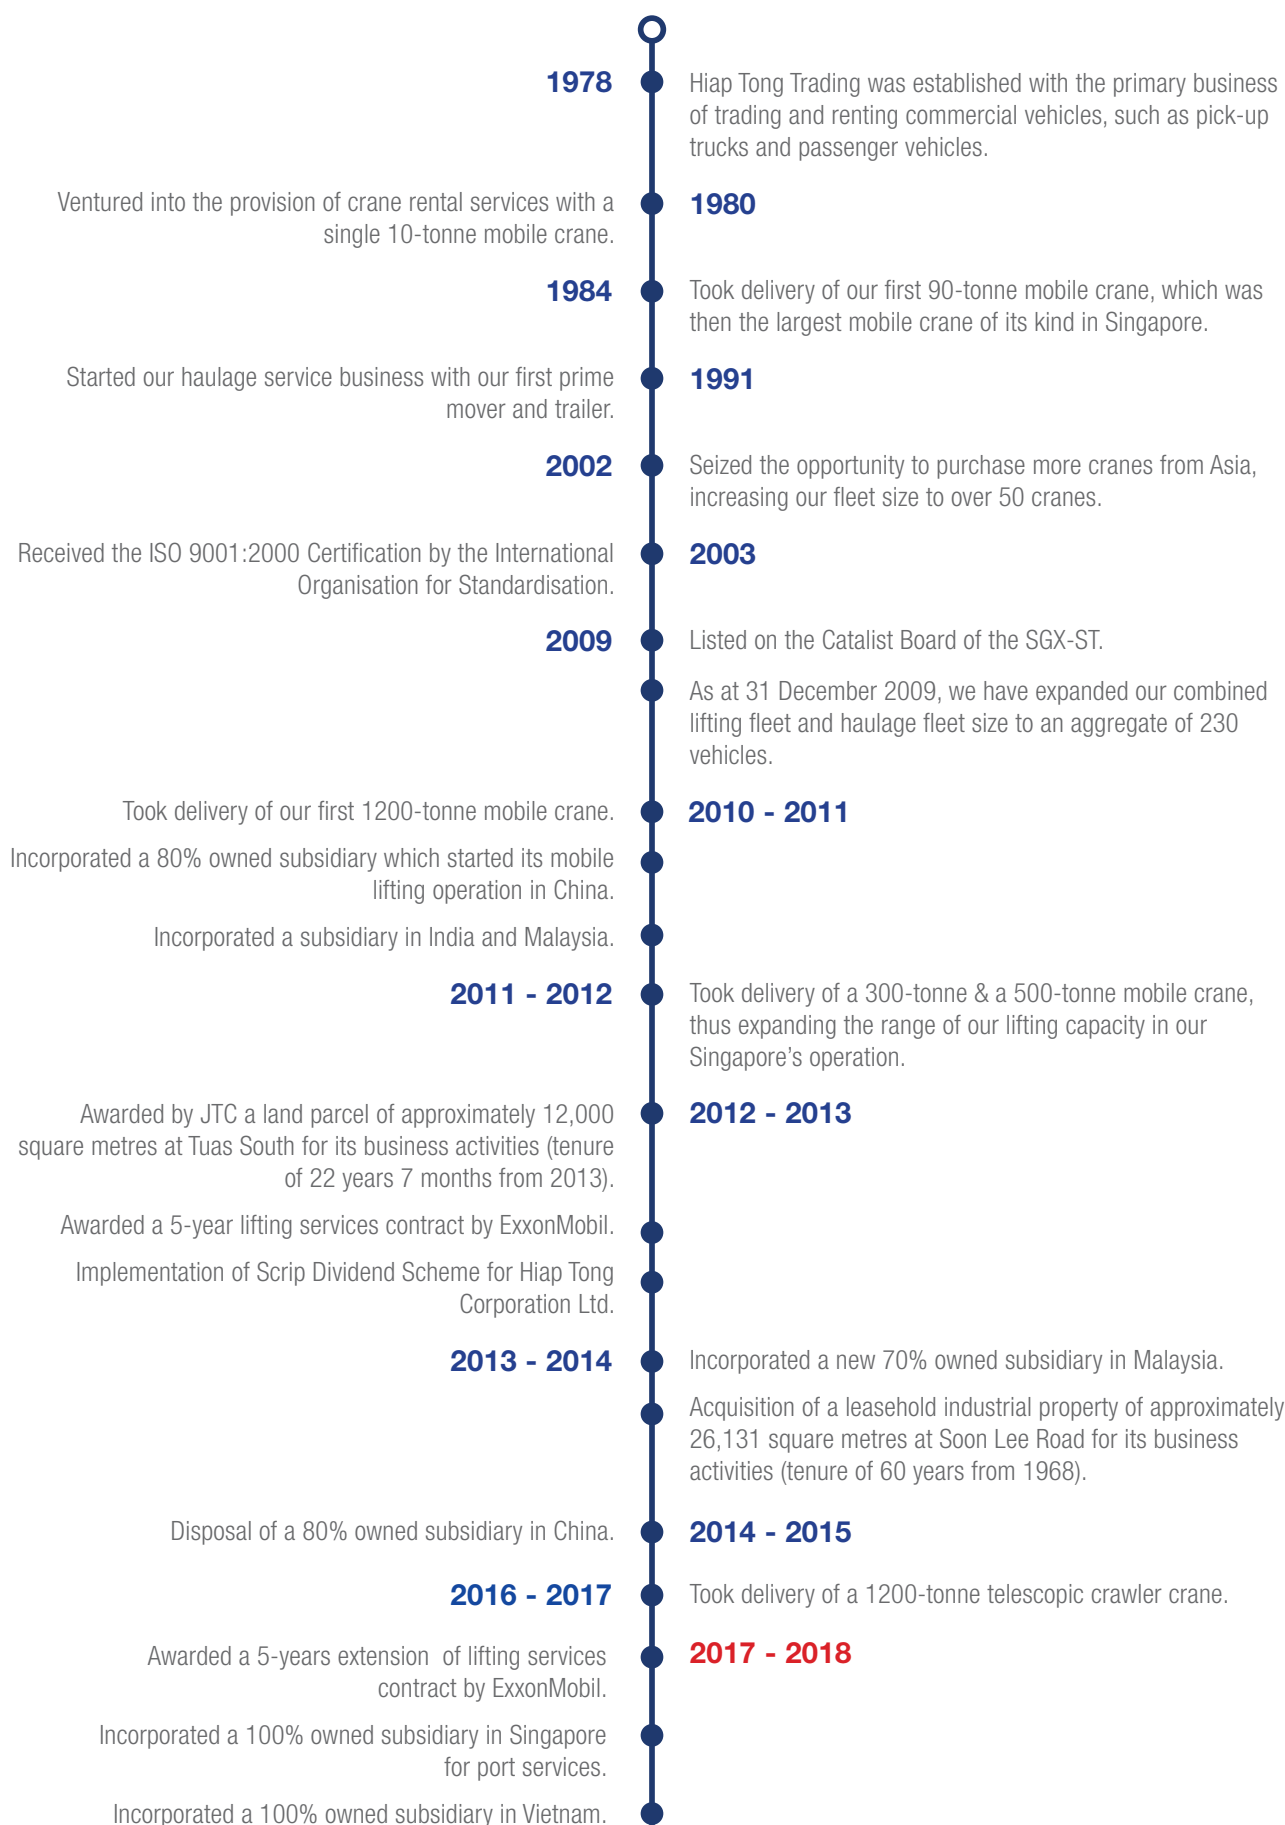 1978
Hiap Tong Trading was established with the primary business
of trading and renting commercial vehicles, such as pick-up
trucks and passenger vehicles.
1980
Ventured into the provision of crane rental services with a
single 10-tonne mobile crane.
1984
Took delivery of our first 90-tonne mobile crane, which was
then the largest mobile crane of its kind in Singapore.
1991
Started our haulage service business with our first prime
mover and trailer.
2002
Seized the opportunity to purchase more cranes from Asia,
increasing our fleet size to over 50 cranes.
2003
Received the ISO 9001:2000 Certification by the International
Organisation for Standardisation.
2009
Listed on the Catalist Board of the SGX-ST.
As at 31 December 2009, we have expanded our combined
lifting fleet and haulage fleet size to an aggregate of 230
vehicles.
2010 - 2011
Took delivery of our first 1200-tonne mobile crane.
Incorporated a 80% owned subsidiary which started its mobile
lifting operation in China.
Incorporated a subsidiary in India and Malaysia.
2011 - 2012
Took delivery of a 300-tonne & a 500-tonne mobile crane,
thus expanding the range of our lifting capacity in our
Singapore’s operation.
2012 - 2013
Awarded by JTC a land parcel of approximately 12,000
square metres at Tuas South for its business activities (tenure
of 22 years 7 months from 2013).
Awarded a 5-year lifting services contract by ExxonMobil.
Implementation of Scrip Dividend Scheme for Hiap Tong
Corporation Ltd.
2013 - 2014
Incorporated a new 70% owned subsidiary in Malaysia.
Acquisition of a leasehold industrial property of approximately
26,131 square metres at Soon Lee Road for its business
activities (tenure of 60 years from 1968).
2014 - 2015
Disposal of a 80% owned subsidiary in China.
2016 - 2017
Took delivery of a 1200-tonne telescopic crawler crane.
2017 - 2018
Awarded a 5-years extension  of lifting services
contract by ExxonMobil.
Incorporated a 100% owned subsidiary in Singapore
for port services.
Incorporated a 100% owned subsidiary in Vietnam.